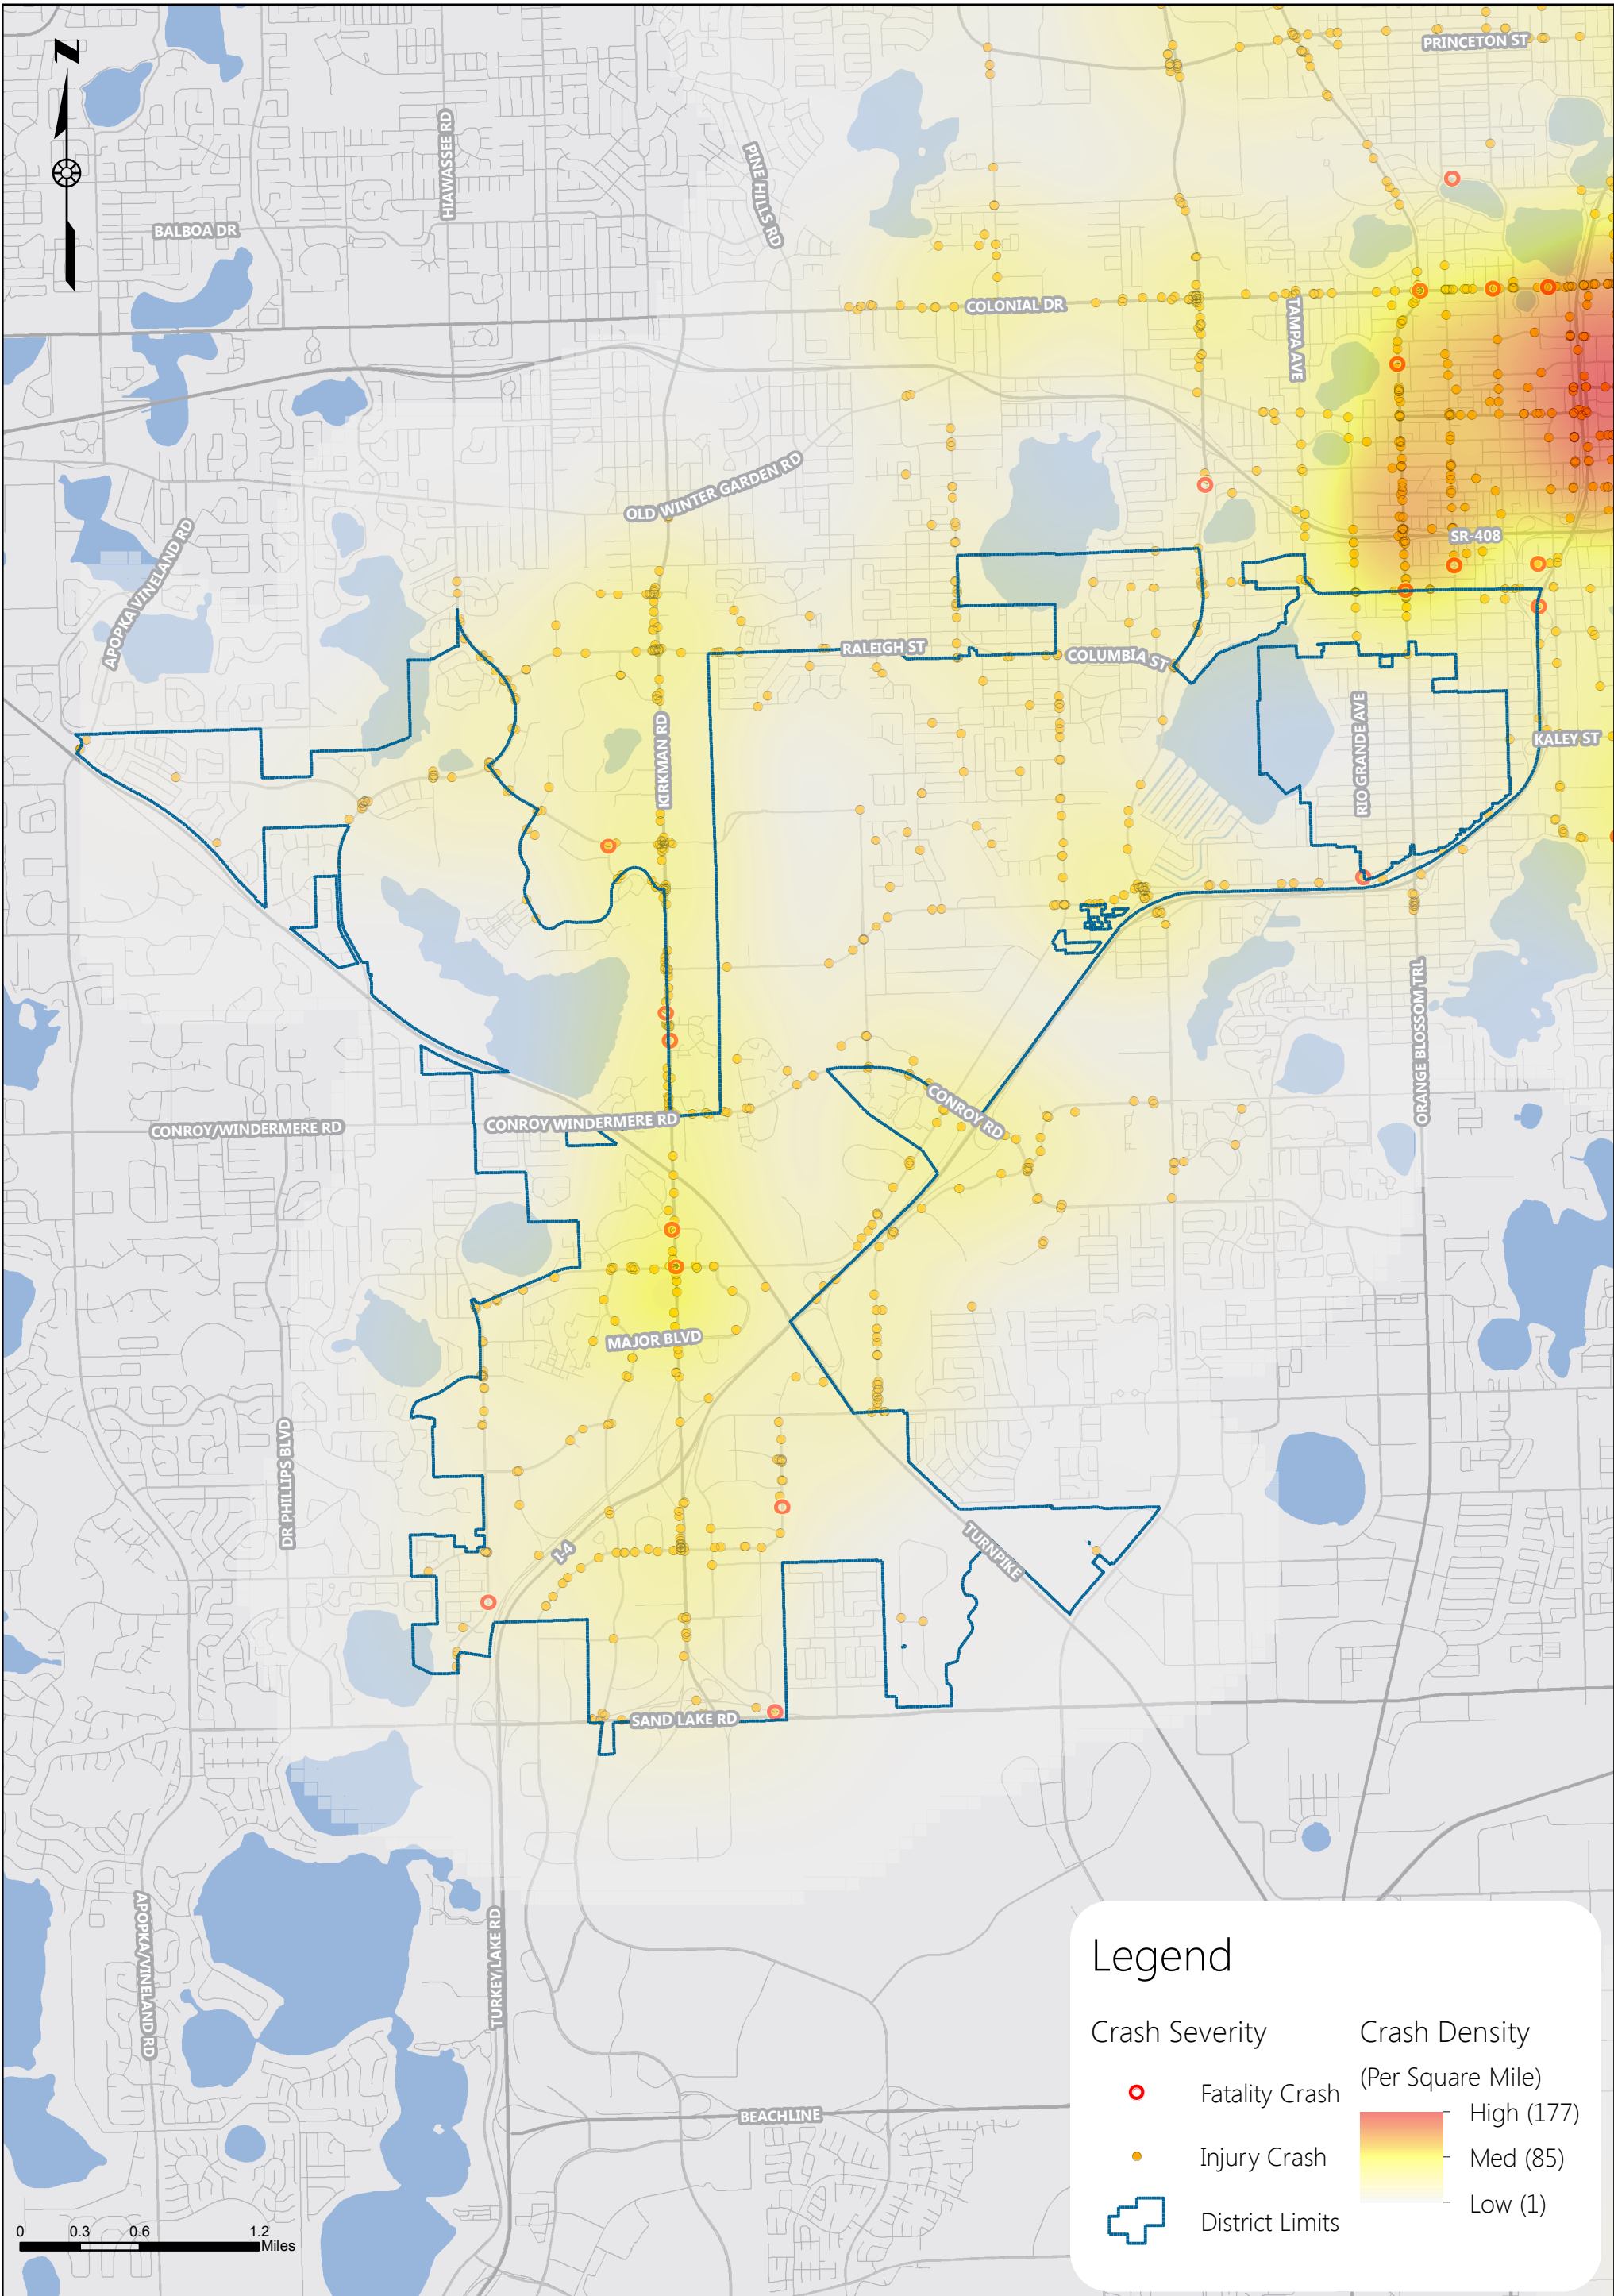 N
PRINCETON ST
HIAWASSEE RD
PINE HILLS RD
BALBOA DR
COLONIAL DR
TAMPA AVE
OLD WINTER GARDEN RD
SR-408
APOPKA VINELAND RD
RALEIGH ST
COLUMBIA ST
KIRKMAN RD
RIO GRANDE AVE
KALEY ST
ORANGE BLOSSOM TRL
CONROY RD
CONROY/WINDERMERE RD
CONROY WINDERMERE RD
MAJOR BLVD
DR PHILLIPS BLVD
I-4
TURNPIKE
SAND LAKE RD
APOPKA/VINELAND RD
TURKEY LAKE RD
BEACHLINE
Legend
Crash Severity
Fatality Crash
Injury Crash
District Limits
Crash Density
(Per Square Mile)
High (177)
Med (85)
Low (1)
0 0.3 0.6 1.2
Miles